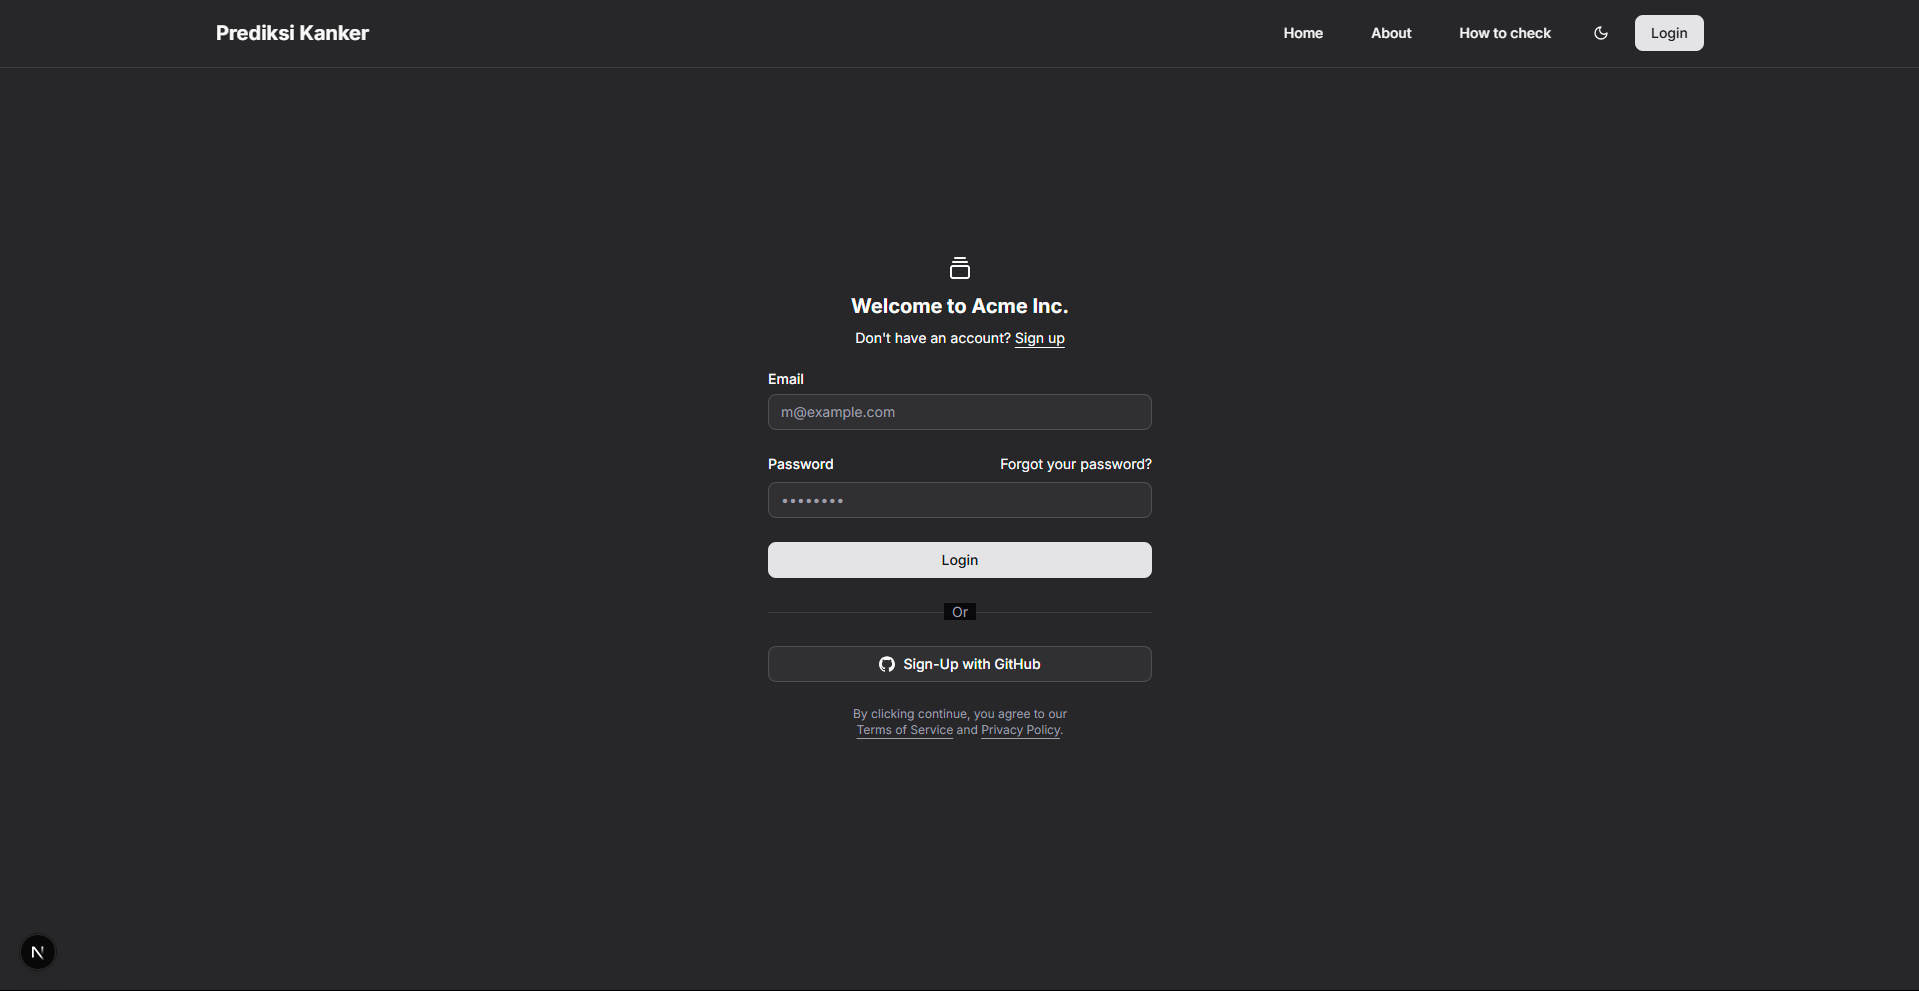 Prediksi Kanker
Home
About
How to check
Login
Welcome to Acme Inc.
Don't have an account? Sign up
Email
m@example.com
Password
Forgot your password?
••••••••
Login
Or
Sign-Up with GitHub
By clicking continue, you agree to our
Terms of Service and Privacy Policy.
N